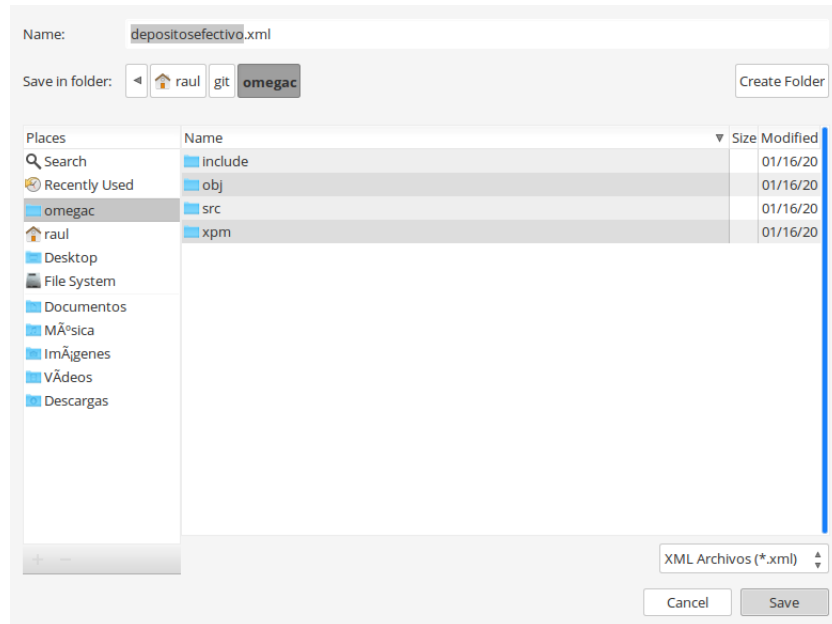 Name: depositosefectivo.xml
Save in folder: raul git omegac Create Folder
Places Name Size Modified
Search include 01/16/20
Recently Used obj 01/16/20
omegac src 01/16/20
raul xpm 01/16/20
Desktop
File System
Documentos
MÃºsica
ImÃ¡genes
VÃdeos
Descargas
XML Archivos (*.xml)
Cancel Save